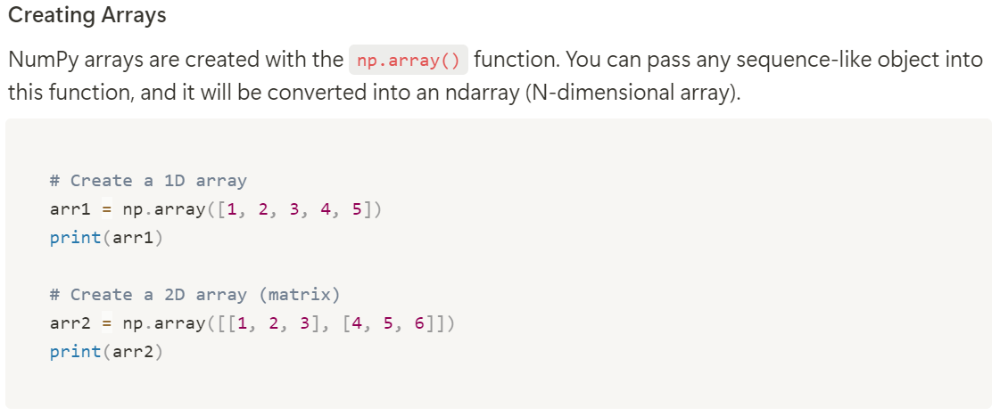 Creating Arrays
NumPy arrays are created with the np.array() function. You can pass any sequence-like object into
this function, and it will be converted into an ndarray (N-dimensional array).
# Create a 1D array
arr1 = np.array([1, 2, 3, 4, 5])
print(arr1)
# Create a 2D array (matrix)
arr2 = np.array([[1, 2, 3], [4, 5, 6]])
print(arr2)